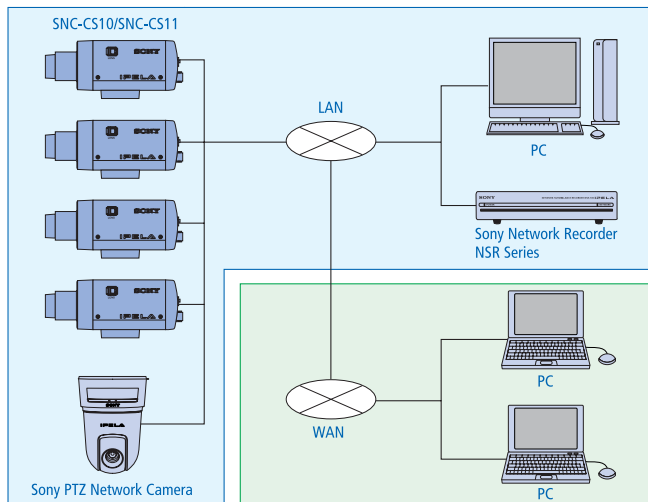 SNC-CS10/SNC-CS11
SONY
IPELA
SONY
IPELA
SONY
IPELA
SONY
IPELA
SONY
IPELA
Sony PTZ Network Camera
LAN
PC
SONY
IPELA
Sony Network Recorder
NSR Series
WAN
PC
PC